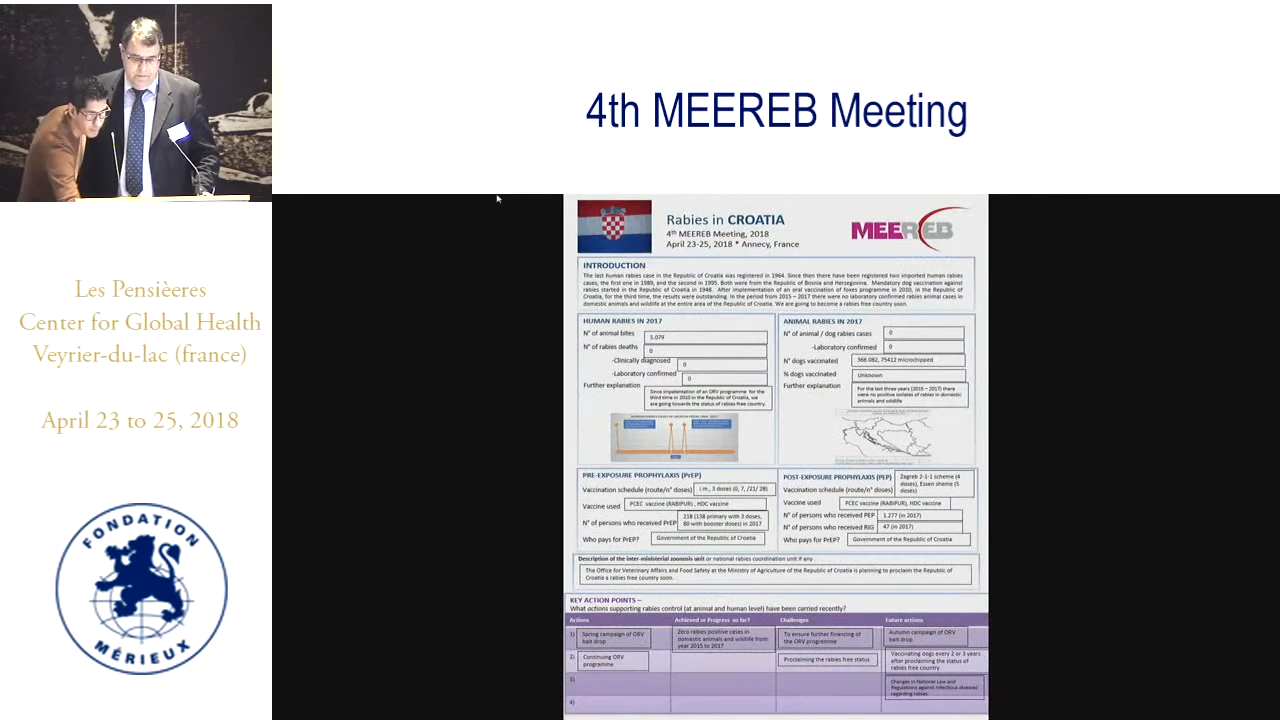 4th MEEREB Meeting
Les Pensièeres
Center for Global Health
Veyrier-du-lac (france)
April 23 to 25, 2018
FONDATION
MÉRIEUX
Rabies in CROATIA
4th MEEREB Meeting, 2018
April 23-25, 2018 * Annecy, France
MEEREB
INTRODUCTION
The last human rabies case in the Republic of Croatia was registered in 1964. Since then there have been registered two imported human rabies
cases, the first one in 1989, and the second in 1995. Both were from the Republic of Bosnia and Herzegovina. Mandatory dog vaccination against
rabies started in the Republic of Croatia in 1948. After implementation of an oral vaccination of foxes programme in 2010, in the Republic of
Croatia, for the third time, the results were outstanding. In the period from 2015 – 2017 there were no laboratory confirmed rabies animal cases in
domestic animals and wildlife at the entire area of the Republic of Croatia. We are going to become a rabies free country soon.
HUMAN RABIES IN 2017
N° of animal bites
5.079
N° of rabies deaths
0
-Clinically diagnosed
0
-Laboratory confirmed
0
Further explanation
Since impelentation of an ORV programme for the
third time in 2010 in the Republic of Croatia, we
are going towards the status of rabies-free country.
ANIMAL RABIES IN 2017
N° of animal / dog rabies cases
0
-Laboratory confirmed
0
N° dogs vaccinated
366.082, 75412 microchipped
% dogs vaccinated
Unknown
Further explanation
For the last three years (2015 – 2017) there
were no positive isolates of rabies in domestic
animals and wildlife
PRE-EXPOSURE PROPHYLAXIS (PrEP)
Vaccination schedule (route/n° doses)
i.m., 3 doses (0, 7, /21/ 28)
Vaccine used
PCEC vaccine (RABIPUR) , HDC vaccine
N° of persons who received PrEP
218 (138 primary with 3 doses,
80 with booster doses) in 2017
Who pays for PrEP?
Government of the Republic of Croatia
POST-EXPOSURE PROPHYLAXIS (PEP)
Zagreb 2-1-1 scheme (4
doses), Essen sheme (5
doses)
Vaccination schedule (route/n° doses)
Vaccine used
PCEC vaccine (RABIPUR), HDC vaccine
N° of persons who received PEP
1.277 (in 2017)
N° of persons who received RIG
47 (in 2017)
Who pays for PEP?
Government of the Republic of Croatia
Description of the inter-ministerial zoonosis unit or national rabies coordination unit if any .
The Office for Veterinary Affairs and Food Safety at the Ministry of Agriculture of the Republic of Croatia is planning to proclaim the Republic of
Croatia a rabies free country soon.
KEY ACTION POINTS –
What actions supporting rabies control (at animal and human level) have been carried recently?
Actions
Achieved or Progress so far?
Challenges
Future actions
1)
Spring campaign of ORV
bait drop
Zero rabies positive cases in
domestic animals and wildlife from
year 2015 to 2017
To ensure further financing of
the ORV programme
Autumn campaign of ORV
bait drop
2)
Continuing ORV
programme
Proclaiming the rabies free status
Vaccinating dogs every 2 or 3 years
after proclaiming the status of
rabies free country
3)
Changes in National Law and
Regulations against infectious diseases
regarding rabies
4)